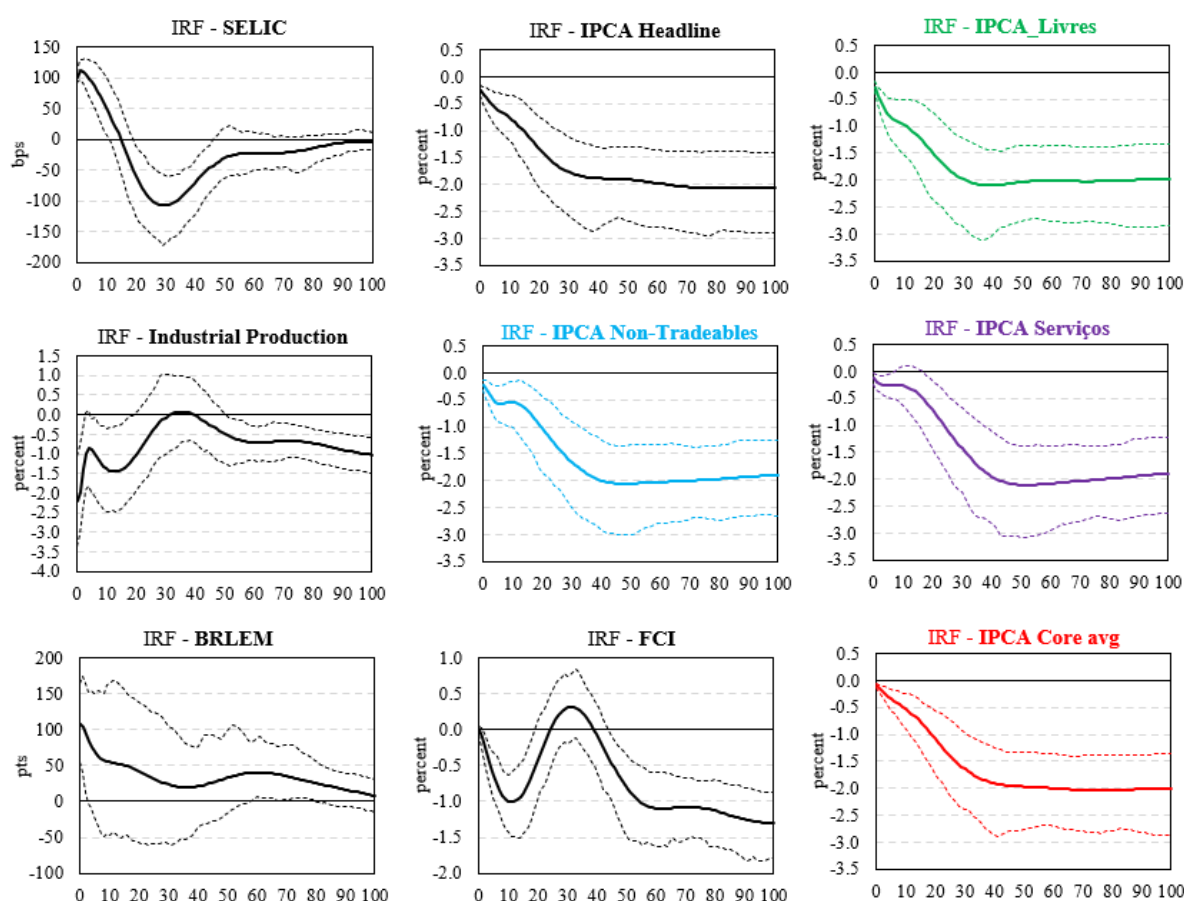 IRF - SELIC
150
100
50
0
-50
-100
-150
-200
bps
0 10 20 30 40 50 60 70 80 90 100
IRF - IPCA Headline
0.5
0.0
-0.5
-1.0
-1.5
-2.0
-2.5
-3.0
-3.5
percent
0 10 20 30 40 50 60 70 80 90 100
IRF - IPCA_Livres
0.5
0.0
-0.5
-1.0
-1.5
-2.0
-2.5
-3.0
-3.5
percent
0 10 20 30 40 50 60 70 80 90 100
IRF - Industrial Production
1.5
1.0
0.5
0.0
-0.5
-1.0
-1.5
-2.0
-2.5
-3.0
-3.5
-4.0
percent
0 10 20 30 40 50 60 70 80 90 100
IRF - IPCA Non-Tradeables
0.5
0.0
-0.5
-1.0
-1.5
-2.0
-2.5
-3.0
-3.5
percent
0 10 20 30 40 50 60 70 80 90 100
IRF - IPCA Serviços
0.5
0.0
-0.5
-1.0
-1.5
-2.0
-2.5
-3.0
-3.5
percent
0 10 20 30 40 50 60 70 80 90 100
IRF - BRLEM
200
150
100
50
0
-50
-100
pts
0 10 20 30 40 50 60 70 80 90 100
IRF - FCI
1.0
0.5
0.0
-0.5
-1.0
-1.5
-2.0
percent
0 10 20 30 40 50 60 70 80 90 100
IRF - IPCA Core avg
0.5
0.0
-0.5
-1.0
-1.5
-2.0
-2.5
-3.0
-3.5
percent
0 10 20 30 40 50 60 70 80 90 100